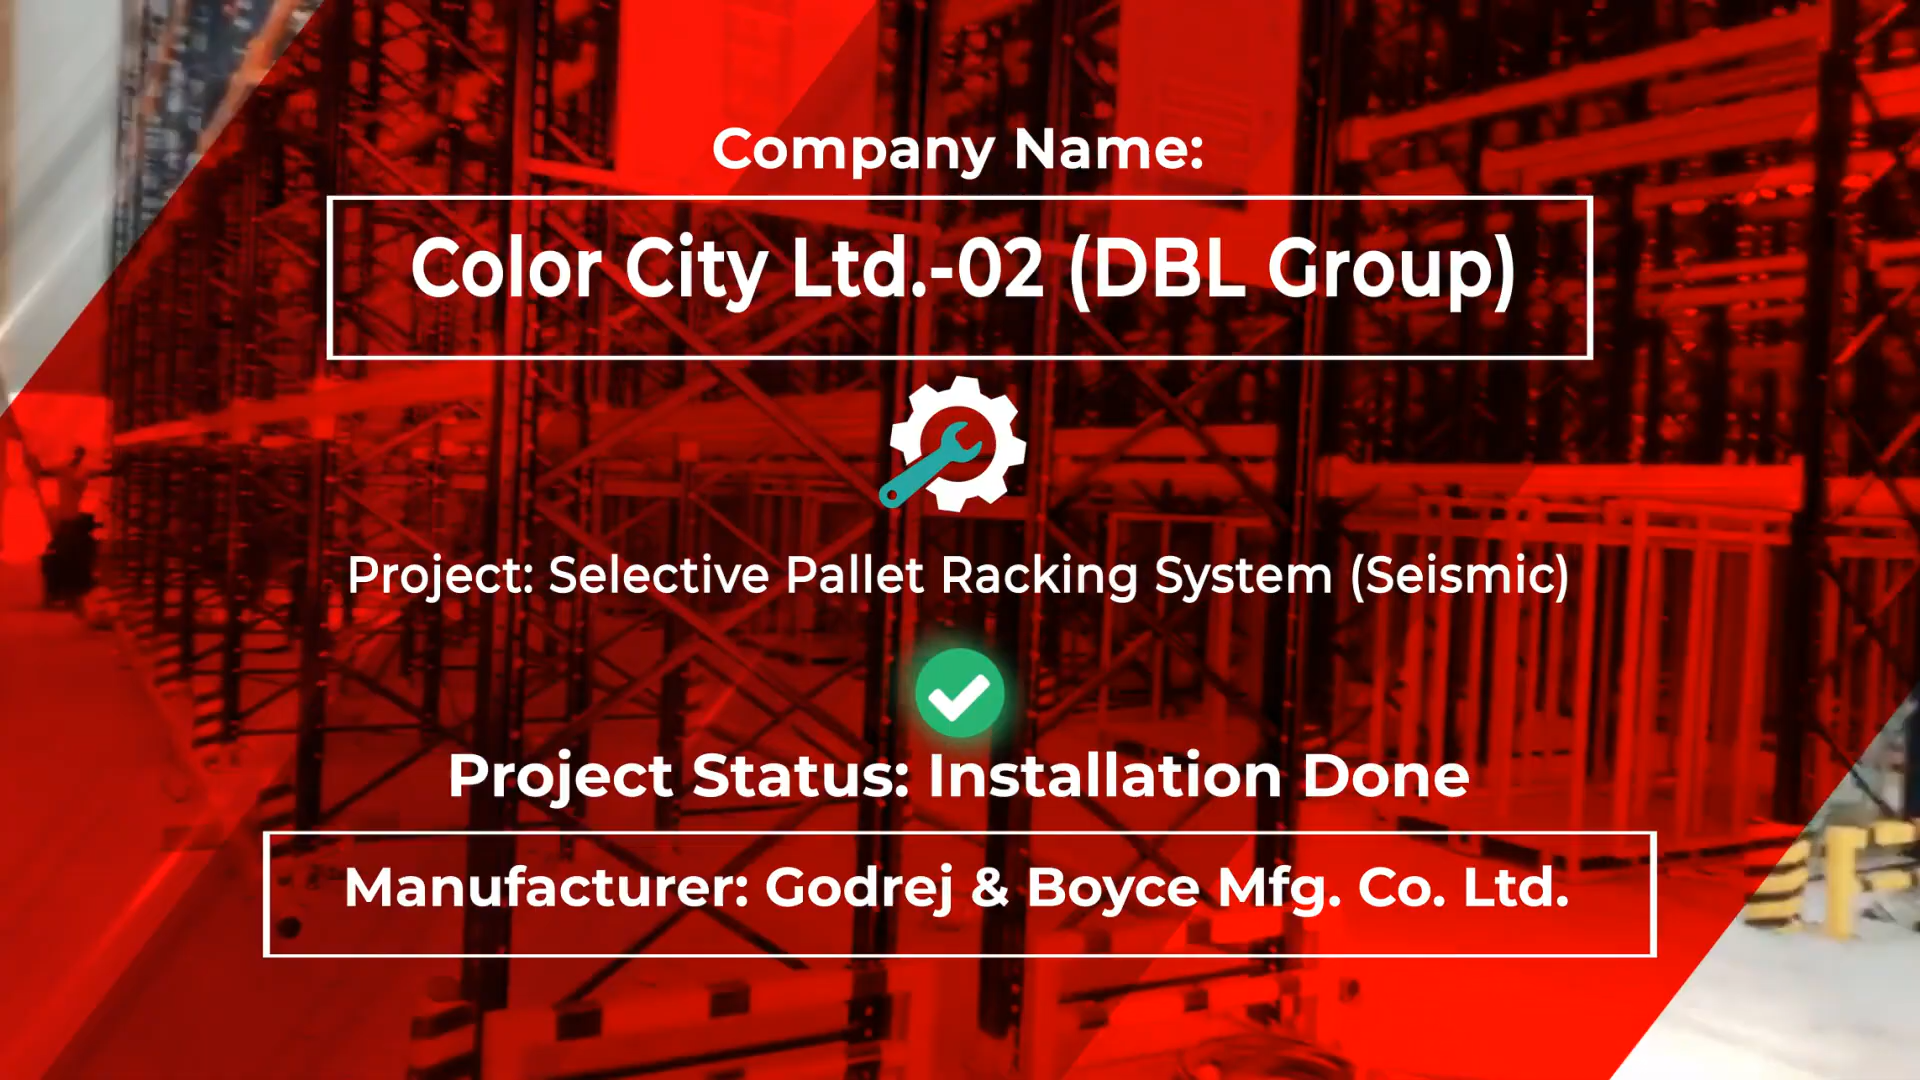 Company Name:
Color City Ltd.-02 (DBL Group)
Project: Selective Pallet Racking System (Seismic)
Project Status: Installation Done
Manufacturer: Godrej & Boyce Mfg. Co. Ltd.